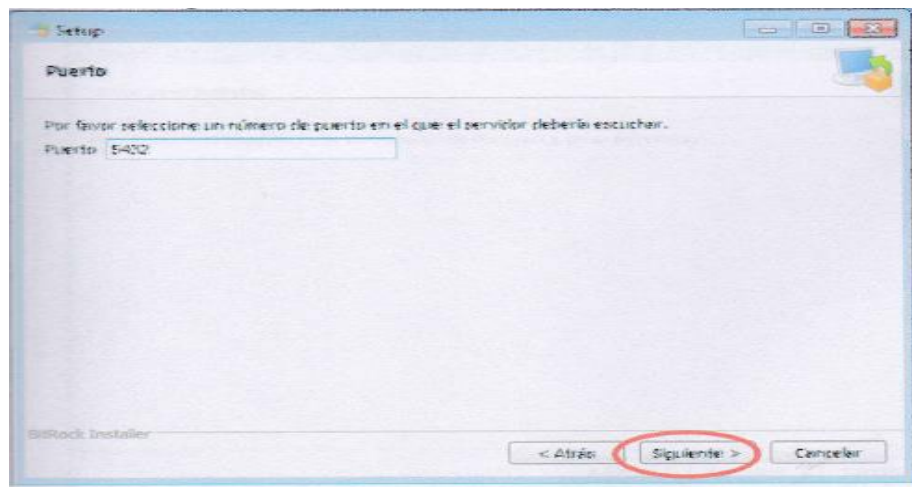 Setup
Puerto
Por favor seleccione un número de puerto en el que el servidor debería escuchar.
Puerto 5432
BitRock Installer
< Atrás
Siguiente >
Cancelar